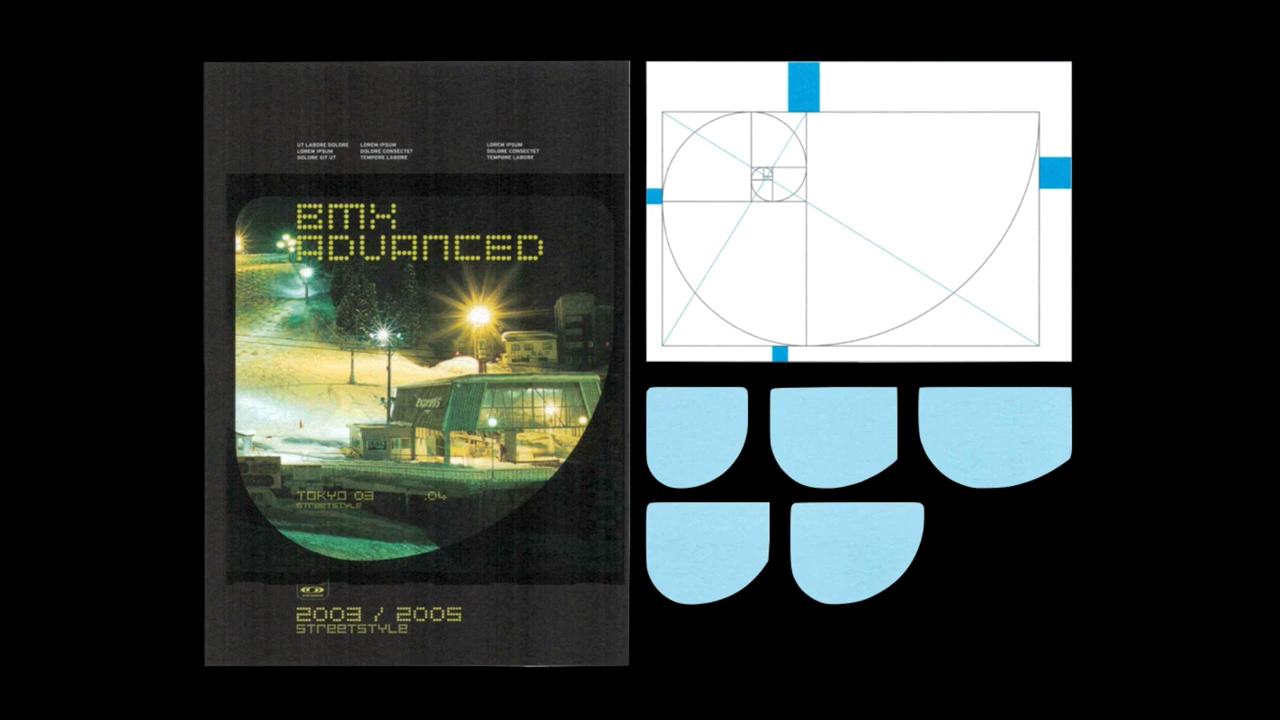 UT LABORE DOLORE
LOREM IPSUM
DOLORE SIT UT
LOREM IPSUM
DOLORE CONSECTET
TEMPORE LABORE
LOREM IPSUM
DOLORE CONSECTET
TEMPORE LABORE
BMX
ADVANCED
express
TOKYO 03 .04
STREETSTYLE
2003 / 2005
STREETSTYLE